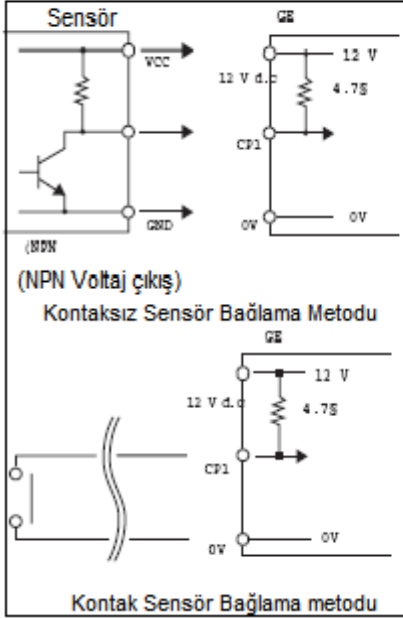 Sensör
GE
VCC
12 V
12 V d.c
4.7§
CP1
GND
0V
0V
(NPN
(NPN Voltaj çıkış)
Kontaksız Sensör Bağlama Metodu
GE
12 V
12 V d.c
4.7§
CP1
0V
0V
Kontak Sensör Bağlama metodu